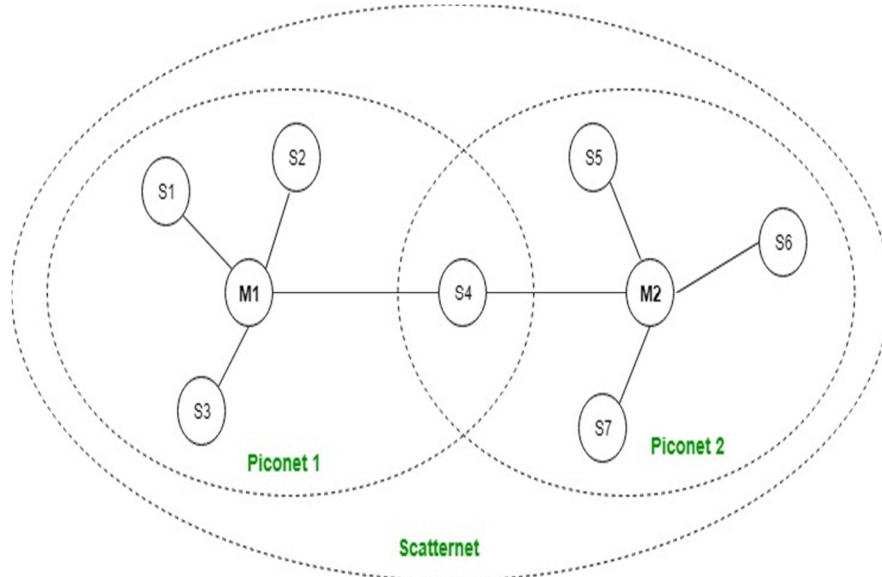 S1
S2
S5
S6
M1
S4
M2
S3
S7
Piconet 1
Piconet 2
Scatternet